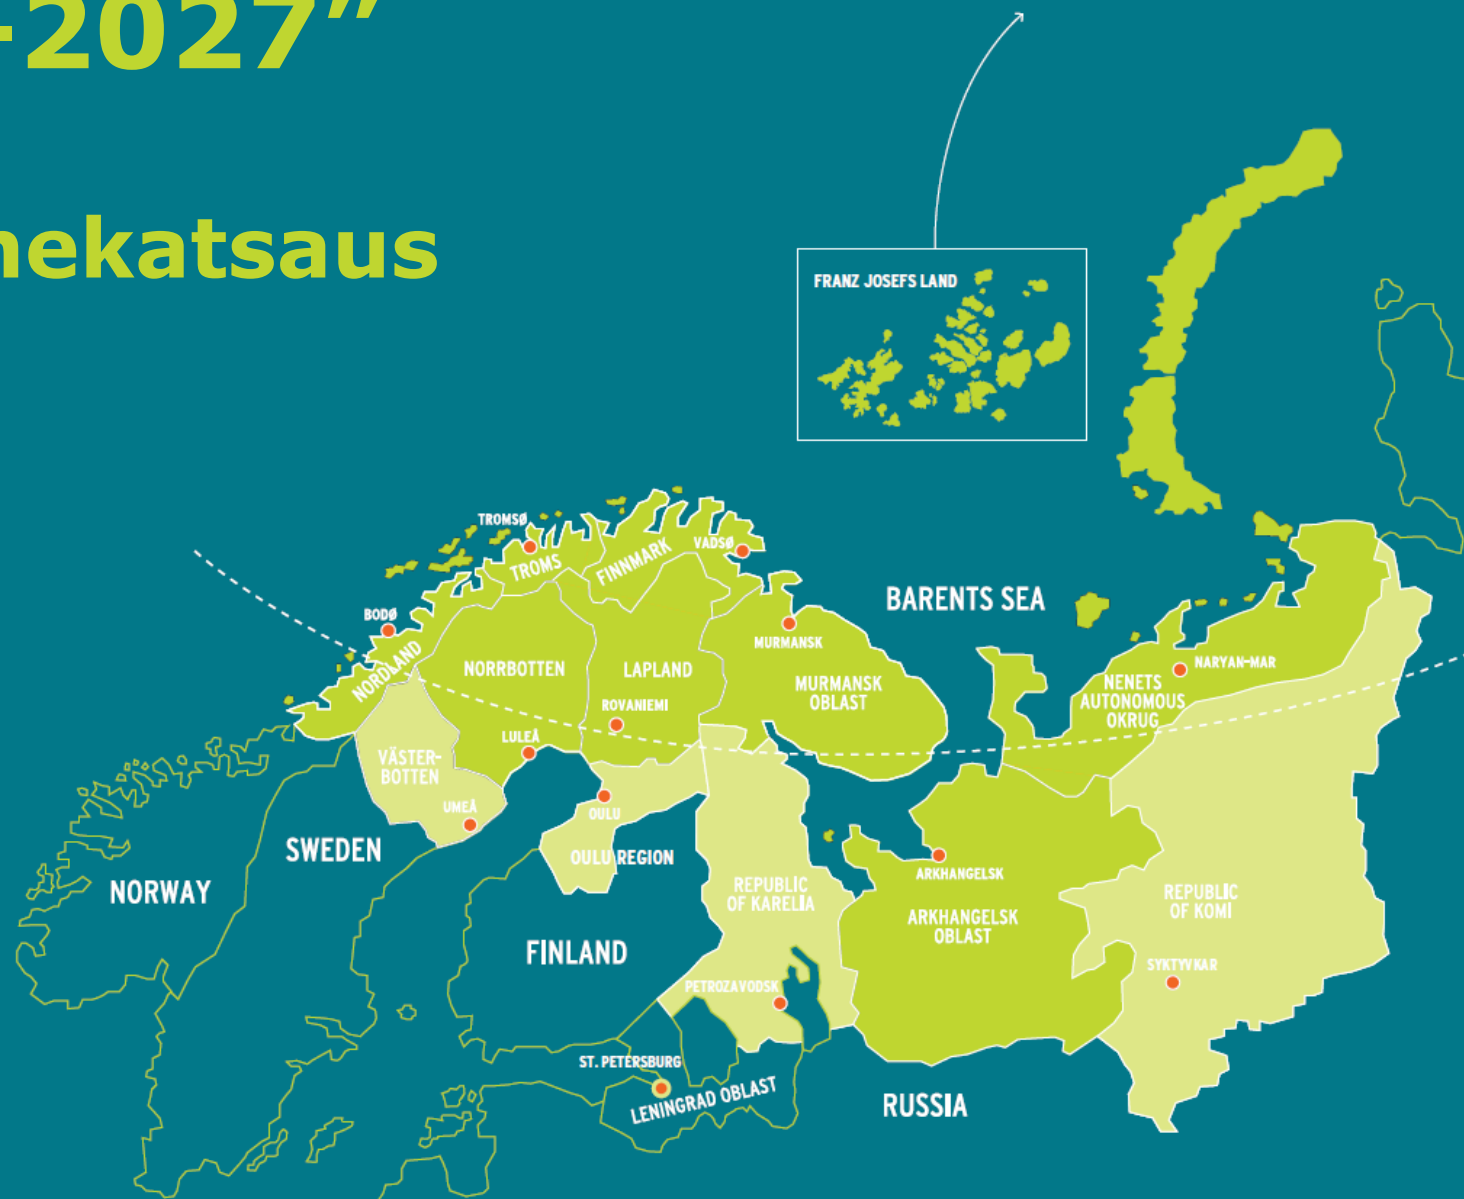 -2027”
nekatsaus
FRANZ JOSEFS LAND
TROMSØ
TROMS
FINNMARK
VADSØ
BARENTS SEA
BODØ
NORDLAND
NORRBOTTEN
LAPLAND
MURMANSK
MURMANSK
OBLAST
NARYAN-MAR
NENETS
AUTONOMOUS
OKRUG
ROVANIEMI
LULEÅ
VÄSTER-
BOTTEN
UMEÅ
OULU
OULU REGION
SWEDEN
NORWAY
FINLAND
REPUBLIC
OF KARELIA
ARKHANGELSK
ARKHANGELSK
OBLAST
REPUBLIC
OF KOMI
SYKTYVKAR
PETROZAVODSK
ST. PETERSBURG
LENINGRAD OBLAST
RUSSIA